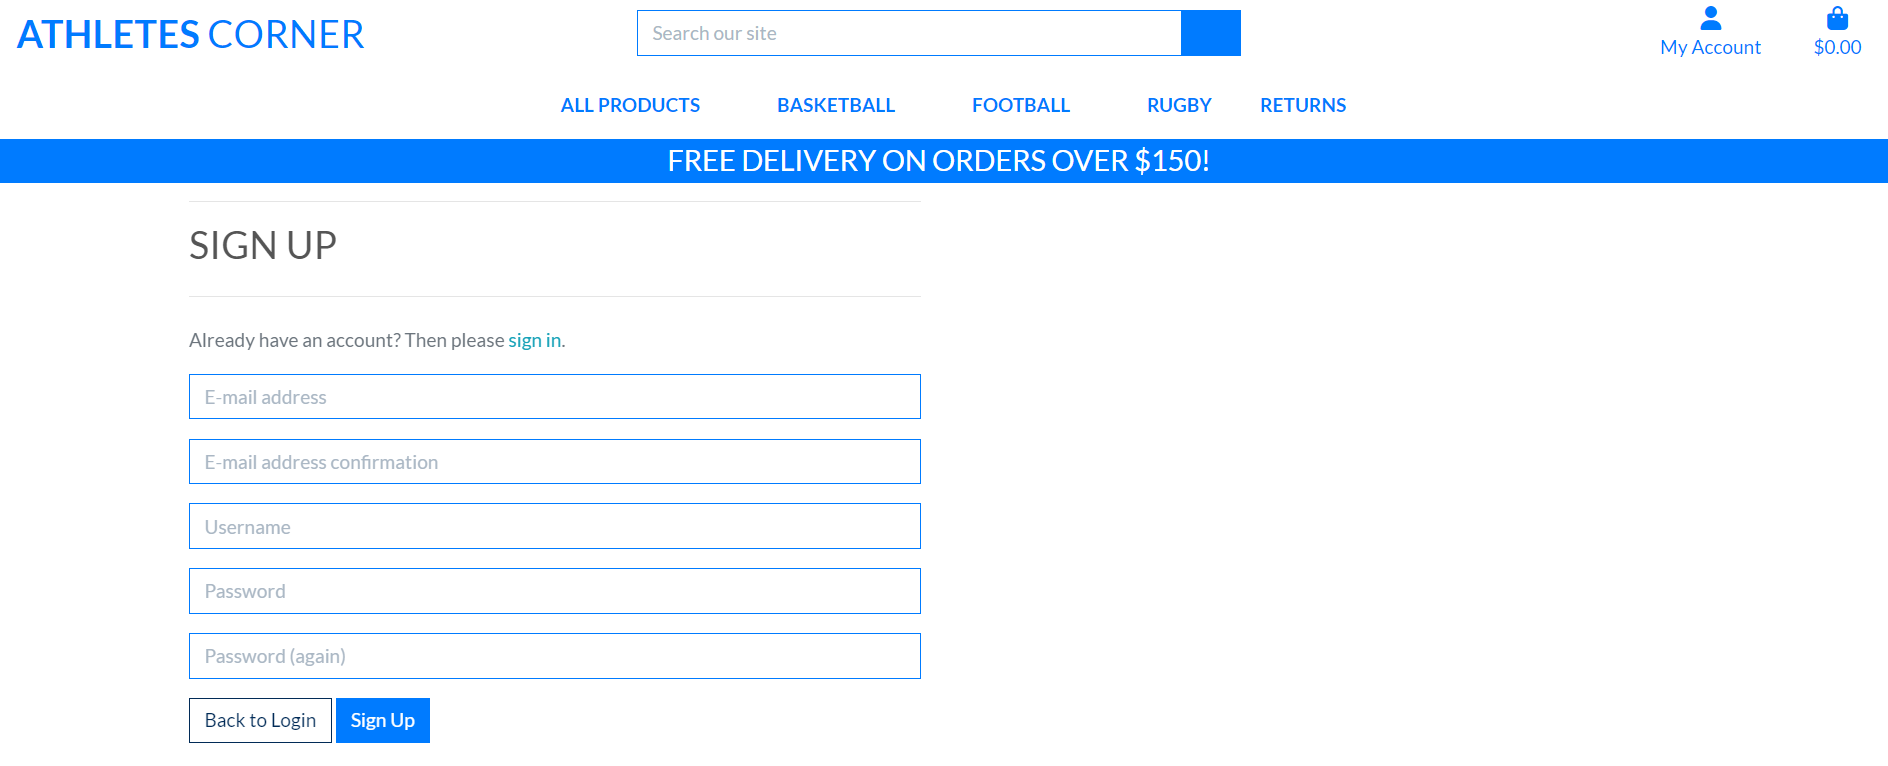 ATHLETES CORNER
Search our site
My Account
$0.00
ALL PRODUCTS
BASKETBALL
FOOTBALL
RUGBY
RETURNS
FREE DELIVERY ON ORDERS OVER $150!
SIGN UP
Already have an account? Then please sign in.
E-mail address
E-mail address confirmation
Username
Password
Password (again)
Back to Login
Sign Up